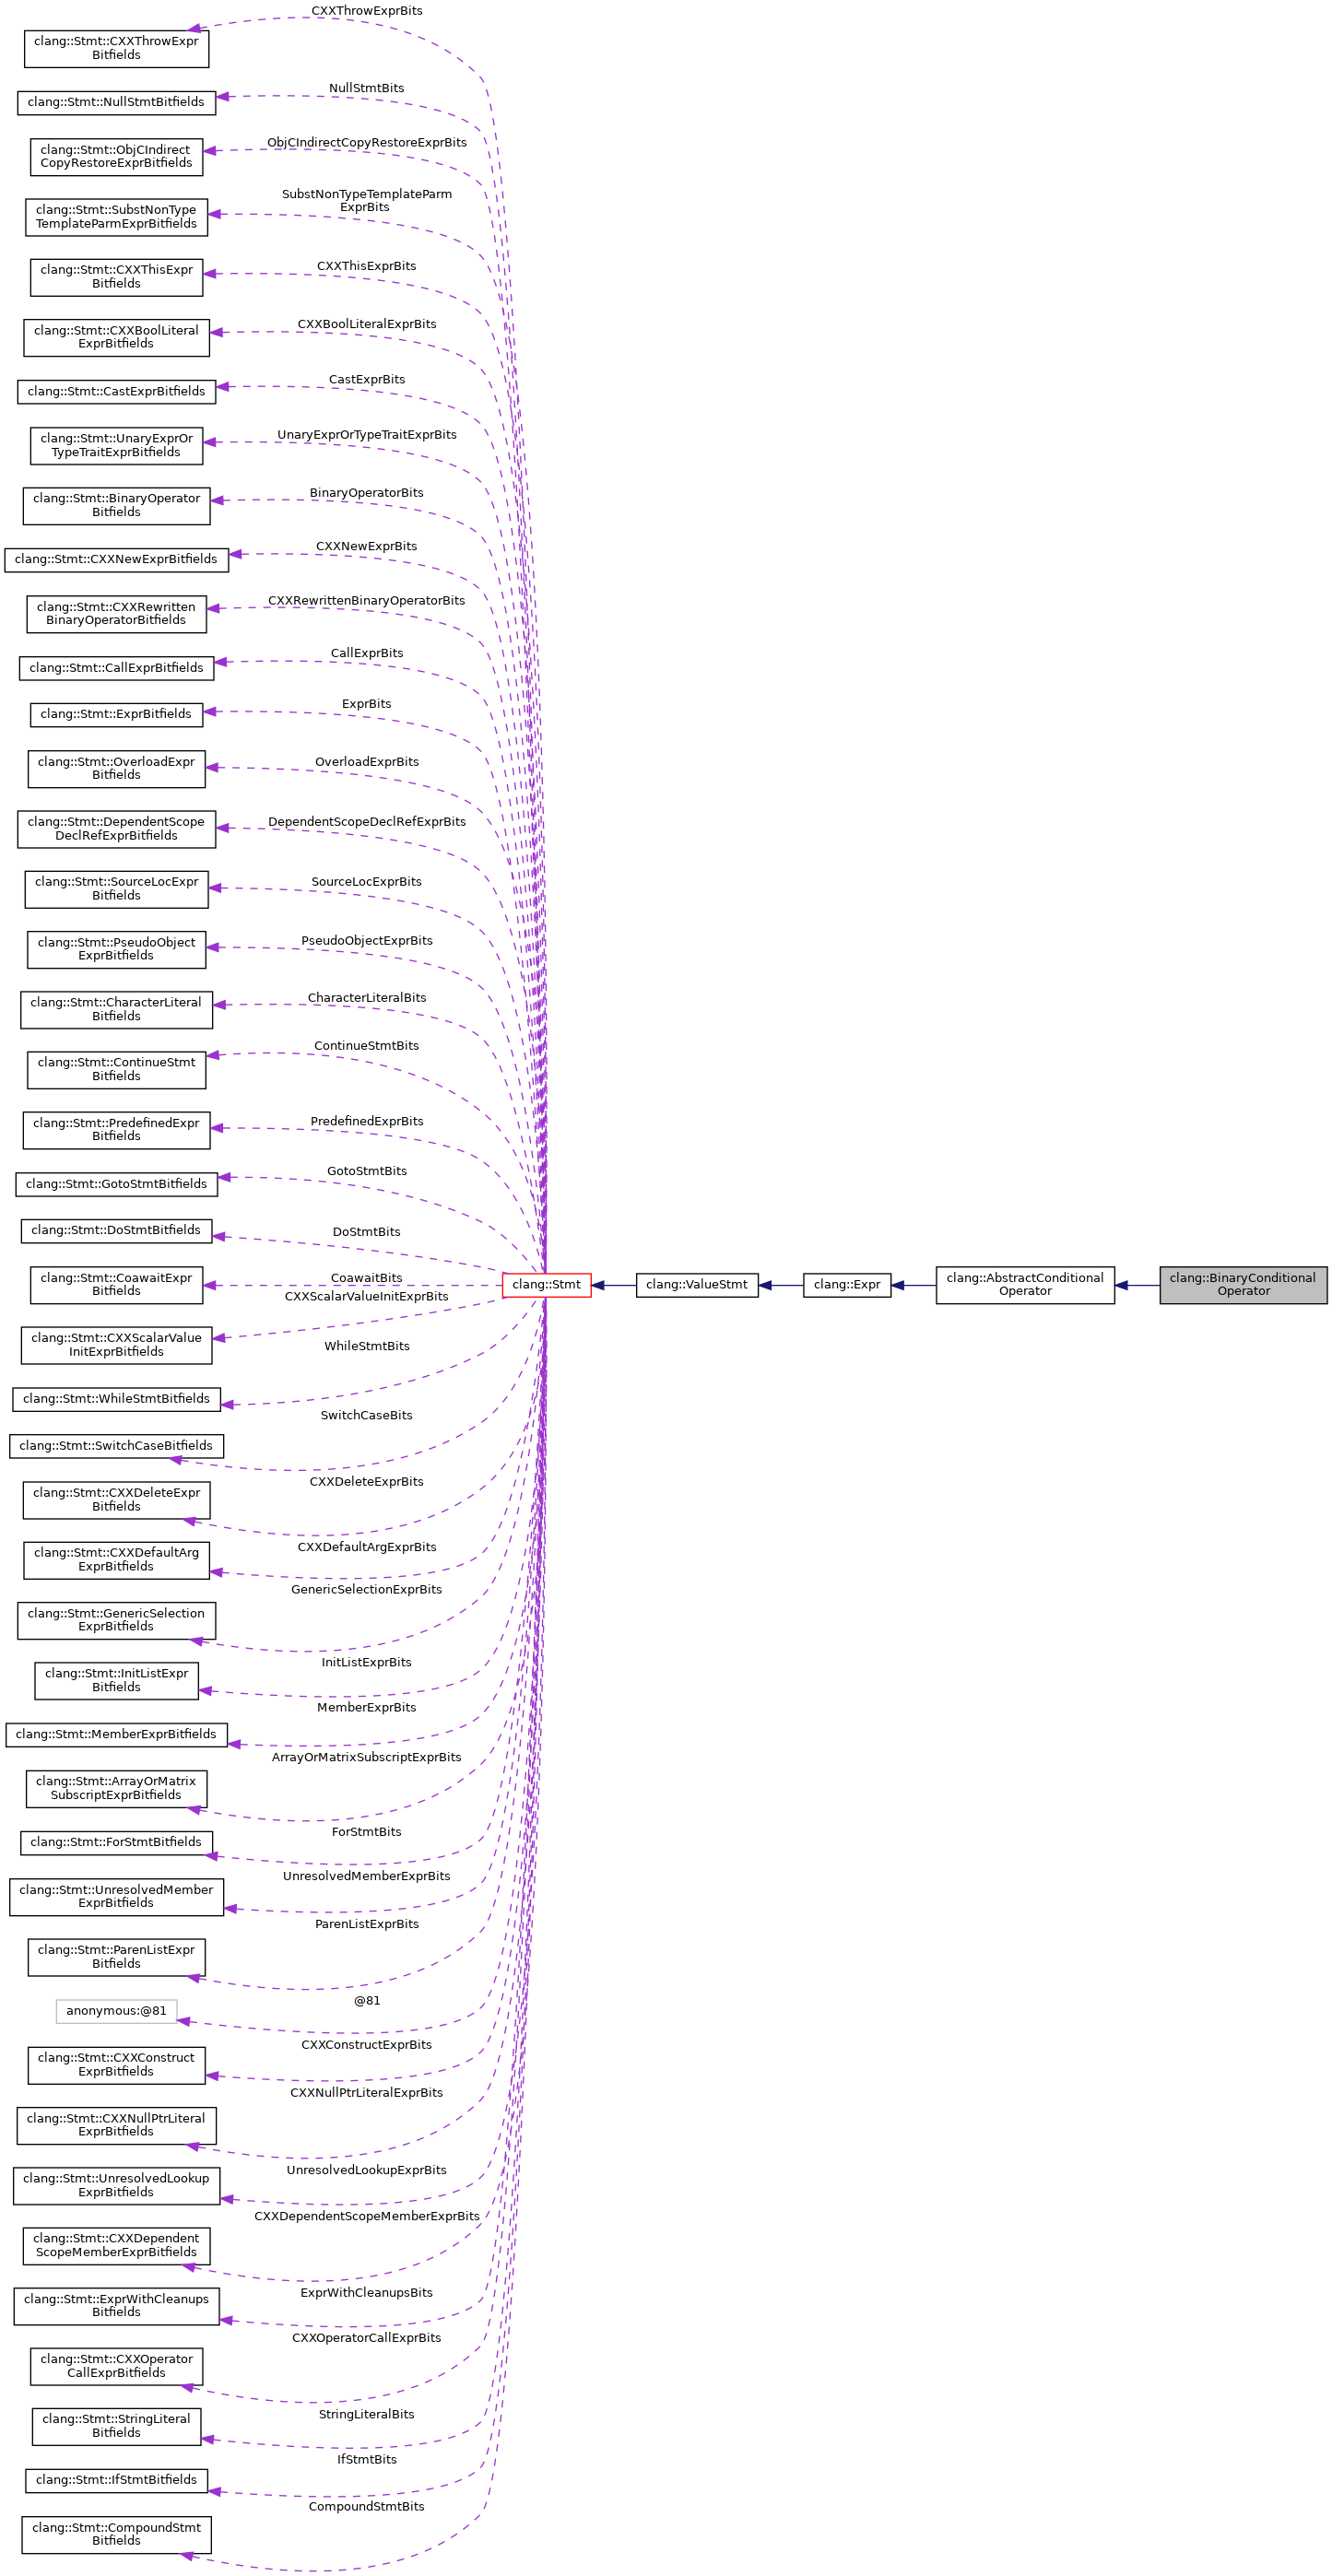 CXXThrowExprBits
clang::Stmt::CXXThrowExpr
Bitfields
NullStmtBits
clang::Stmt::NullStmtBitfields
ObjCIndirectCopyRestoreExprBits
clang::Stmt::ObjCIndirect
CopyRestoreExprBitfields
SubstNonTypeTemplateParm
ExprBits
clang::Stmt::SubstNonType
TemplateParmExprBitfields
CXXThisExprBits
clang::Stmt::CXXThisExpr
Bitfields
CXXBoolLiteralExprBits
clang::Stmt::CXXBoolLiteral
ExprBitfields
CastExprBits
clang::Stmt::CastExprBitfields
UnaryExprOrTypeTraitExprBits
clang::Stmt::UnaryExprOr
TypeTraitExprBitfields
BinaryOperatorBits
clang::Stmt::BinaryOperator
Bitfields
CXXNewExprBits
clang::Stmt::CXXNewExprBitfields
CXXRewrittenBinaryOperatorBits
clang::Stmt::CXXRewritten
BinaryOperatorBitfields
CallExprBits
clang::Stmt::CallExprBitfields
ExprBits
clang::Stmt::ExprBitfields
OverloadExprBits
clang::Stmt::OverloadExpr
Bitfields
DependentScopeDeclRefExprBits
clang::Stmt::DependentScope
DeclRefExprBitfields
SourceLocExprBits
clang::Stmt::SourceLocExpr
Bitfields
PseudoObjectExprBits
clang::Stmt::PseudoObject
ExprBitfields
CharacterLiteralBits
clang::Stmt::CharacterLiteral
Bitfields
ContinueStmtBits
clang::Stmt::ContinueStmt
Bitfields
PredefinedExprBits
clang::Stmt::PredefinedExpr
Bitfields
GotoStmtBits
clang::Stmt::GotoStmtBitfields
DoStmtBits
clang::Stmt::DoStmtBitfields
CoawaitBits
clang::Stmt::CoawaitExpr
Bitfields
clang::Stmt
clang::ValueStmt
clang::Expr
clang::AbstractConditional
Operator
clang::BinaryConditional
Operator
CXXScalarValueInitExprBits
clang::Stmt::CXXScalarValue
InitExprBitfields
WhileStmtBits
clang::Stmt::WhileStmtBitfields
SwitchCaseBits
clang::Stmt::SwitchCaseBitfields
CXXDeleteExprBits
clang::Stmt::CXXDeleteExpr
Bitfields
CXXDefaultArgExprBits
clang::Stmt::CXXDefaultArg
ExprBitfields
GenericSelectionExprBits
clang::Stmt::GenericSelection
ExprBitfields
InitListExprBits
clang::Stmt::InitListExpr
Bitfields
MemberExprBits
clang::Stmt::MemberExprBitfields
ArrayOrMatrixSubscriptExprBits
clang::Stmt::ArrayOrMatrix
SubscriptExprBitfields
ForStmtBits
clang::Stmt::ForStmtBitfields
UnresolvedMemberExprBits
clang::Stmt::UnresolvedMember
ExprBitfields
ParenListExprBits
clang::Stmt::ParenListExpr
Bitfields
@81
anonymous:@81
CXXConstructExprBits
clang::Stmt::CXXConstruct
ExprBitfields
CXXNullPtrLiteralExprBits
clang::Stmt::CXXNullPtrLiteral
ExprBitfields
UnresolvedLookupExprBits
clang::Stmt::UnresolvedLookup
ExprBitfields
CXXDependentScopeMemberExprBits
clang::Stmt::CXXDependent
ScopeMemberExprBitfields
ExprWithCleanupsBits
clang::Stmt::ExprWithCleanups
Bitfields
CXXOperatorCallExprBits
clang::Stmt::CXXOperator
CallExprBitfields
StringLiteralBits
clang::Stmt::StringLiteral
Bitfields
IfStmtBits
clang::Stmt::IfStmtBitfields
CompoundStmtBits
clang::Stmt::CompoundStmt
Bitfields